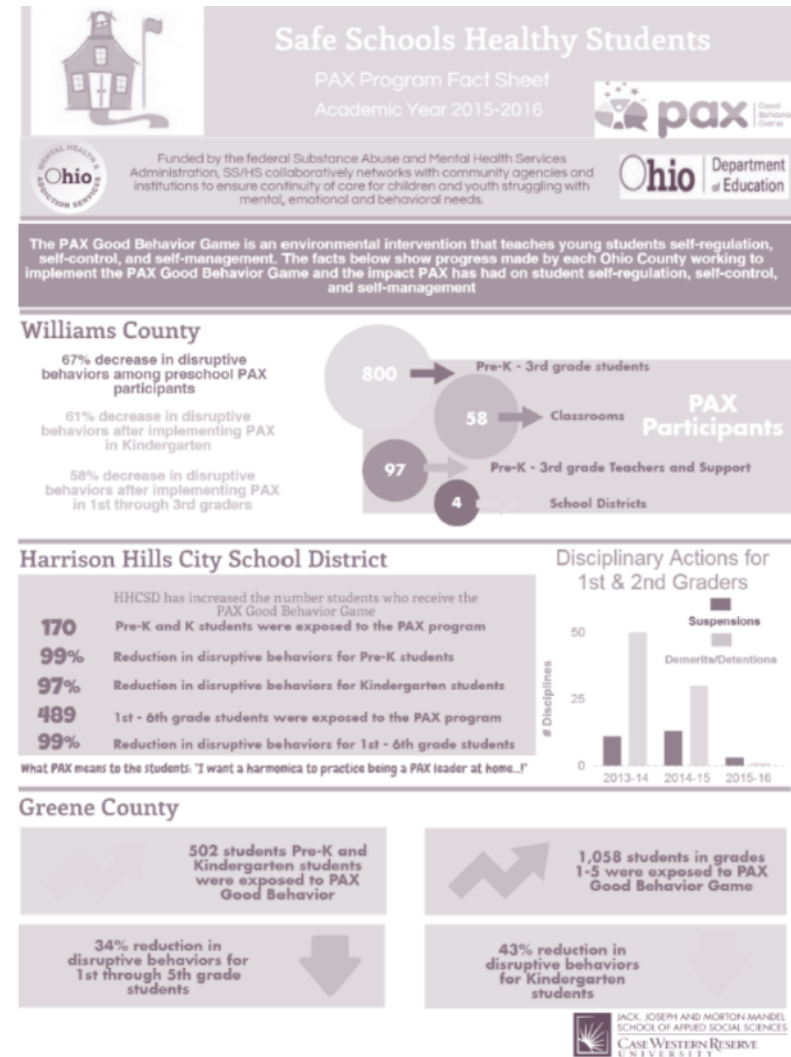 Safe Schools Healthy Students
PAX Program Fact Sheet
Academic Year 2015-2016
pax
Good
Behavior
Game
MENTAL HEALTH &
ADDICTION SERVICES
Ohio
Funded by the federal Substance Abuse and Mental Health Services
Administration, SS/HS collaboratively networks with community agencies and
institutions to ensure continuity of care for children and youth struggling with
mental, emotional and behavioral needs.
Ohio
Department
of Education
The PAX Good Behavior Game is an environmental intervention that teaches young students self-regulation,
self-control, and self-management. The facts below show progress made by each Ohio County working to
implement the PAX Good Behavior Game and the impact PAX has had on student self-regulation, self-control,
and self-management
Williams County
67% decrease in disruptive
behaviors among preschool PAX
participants
61% decrease in disruptive
behaviors after implementing PAX
in Kindergarten
58% decrease in disruptive
behaviors after implementing PAX
in 1st through 3rd graders
800
Pre-K - 3rd grade students
58
Classrooms
97
Pre-K - 3rd grade Teachers and Support
4
School Districts
PAX
Participants
Harrison Hills City School District
HHCSD has increased the number students who receive the
PAX Good Behavior Game
170 Pre-K and K students were exposed to the PAX program
99% Reduction in disruptive behaviors for Pre-K students
97% Reduction in disruptive behaviors for Kindergarten students
489 1st - 6th grade students were exposed to the PAX program
99% Reduction in disruptive behaviors for 1st - 6th grade students
What PAX means to the students: "I want a harmonica to practice being a PAX leader at home...!"
Disciplinary Actions for
1st & 2nd Graders
Suspensions
Demerits/Detentions
# Disciplines
50
25
0
2013-14 2014-15 2015-16
Greene County
502 students Pre-K and
Kindergarten students
were exposed to PAX
Good Behavior
1,058 students in grades
1-5 were exposed to PAX
Good Behavior Game
34% reduction in
disruptive behaviors for
1st through 5th grade
students
43% reduction in
disruptive behaviors
for Kindergarten
students
JACK, JOSEPH AND MORTON MANDEL
SCHOOL OF APPLIED SOCIAL SCIENCES
CASE WESTERN RESERVE
UNIVERSITY